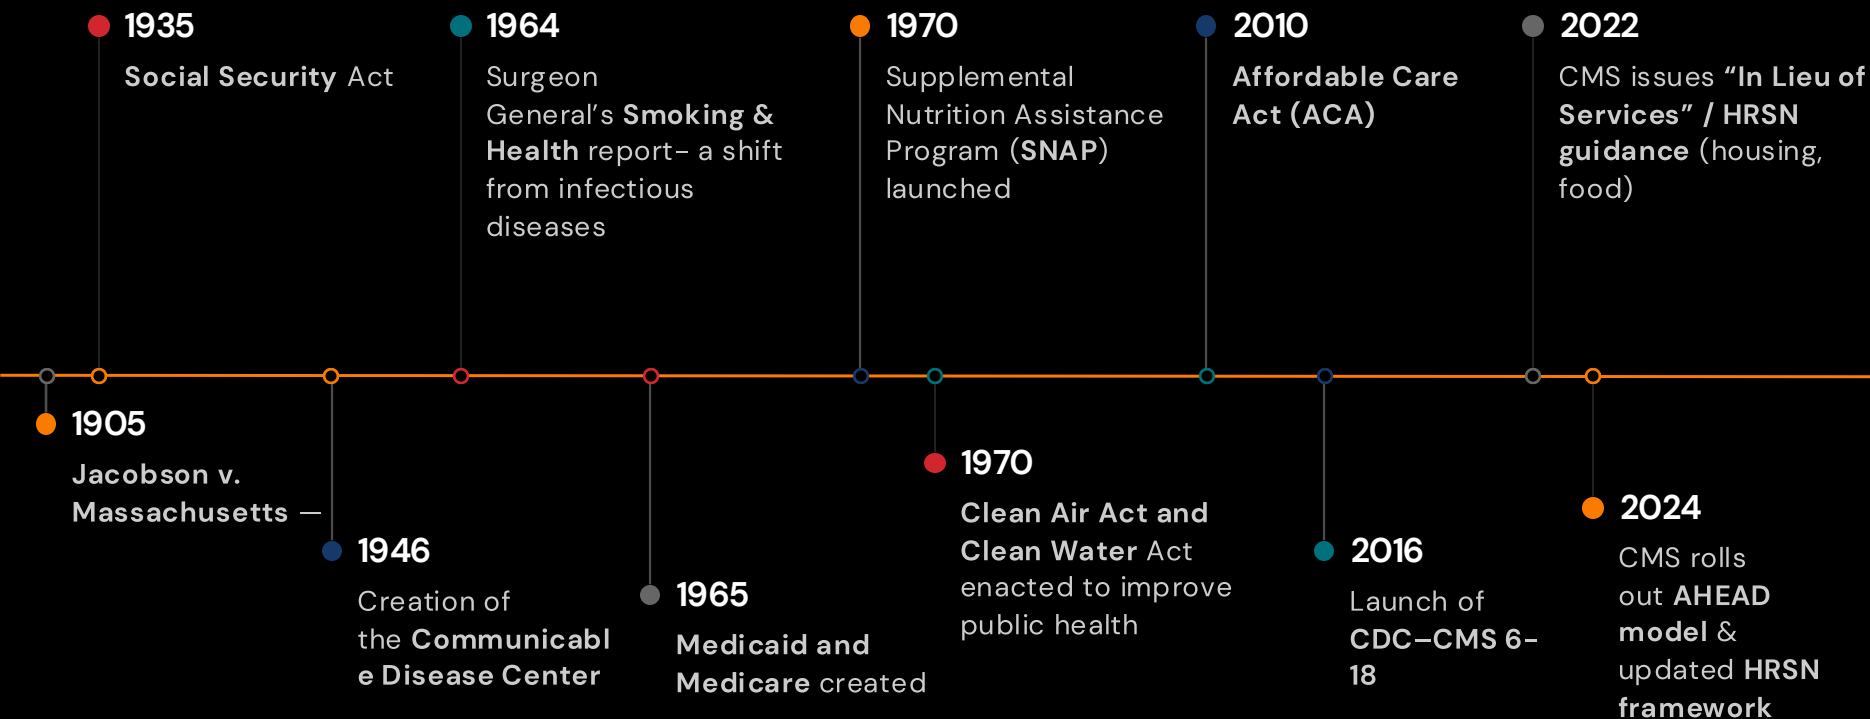 1935
Social Security Act
1964
Surgeon
General’s Smoking &
Health report– a shift
from infectious
diseases
1970
Supplemental
Nutrition Assistance
Program (SNAP)
launched
2010
Affordable Care
Act (ACA)
2022
CMS issues “In Lieu of
Services” / HRSN
guidance (housing,
food)
1905
Jacobson v.
Massachusetts —
1946
Creation of
the Communicabl
e Disease Center
1965
Medicaid and
Medicare created
1970
Clean Air Act and
Clean Water Act
enacted to improve
public health
2016
Launch of
CDC–CMS 6–
18
2024
CMS rolls
out AHEAD
model &
updated HRSN
framework